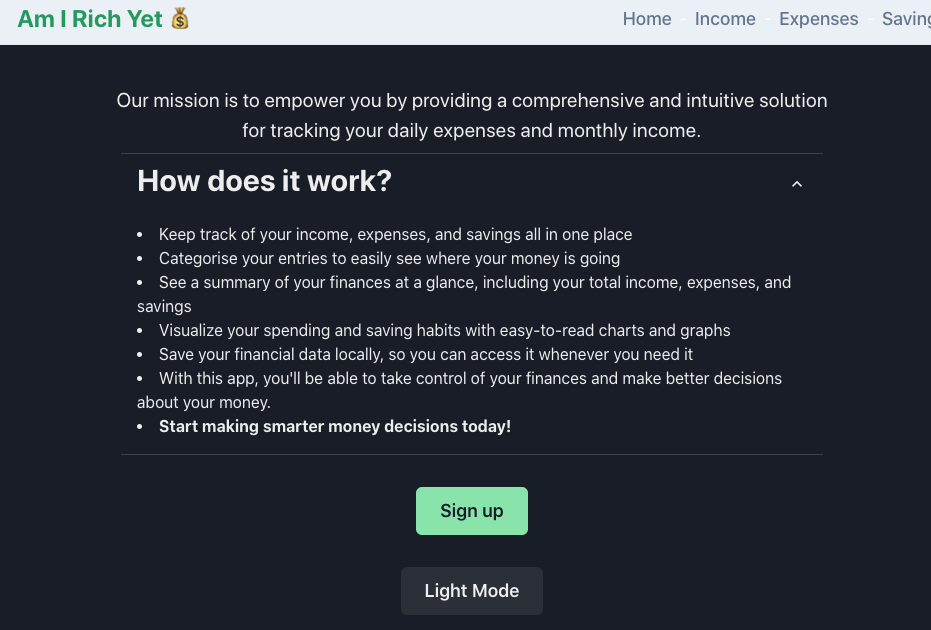 Am I Rich Yet 💰
Home - Income - Expenses - Saving
Our mission is to empower you by providing a comprehensive and intuitive solution
for tracking your daily expenses and monthly income.
How does it work?
• Keep track of your income, expenses, and savings all in one place
• Categorise your entries to easily see where your money is going
• See a summary of your finances at a glance, including your total income, expenses, and
savings
• Visualize your spending and saving habits with easy-to-read charts and graphs
• Save your financial data locally, so you can access it whenever you need it
• With this app, you'll be able to take control of your finances and make better decisions
about your money.
• Start making smarter money decisions today!
Sign up
Light Mode